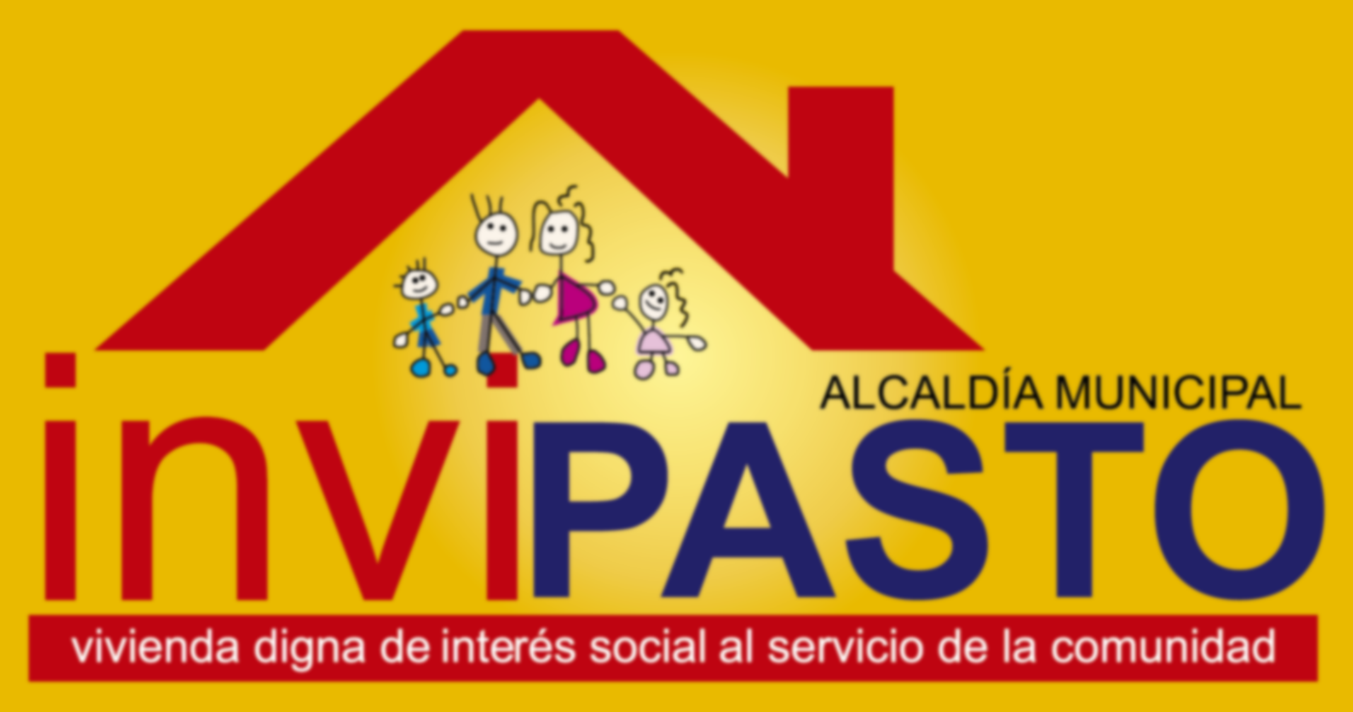 ALCALDÍA MUNICIPAL
inviPASTO
vivienda digna de interés social al servicio de la comunidad